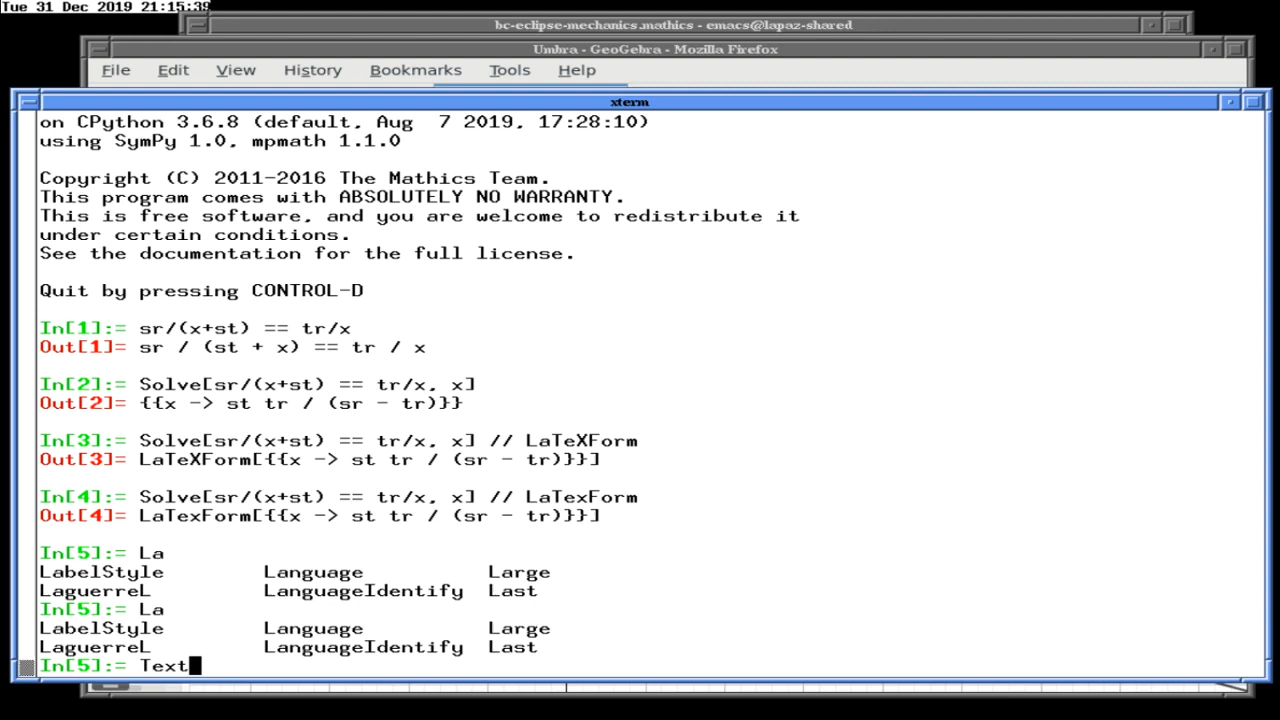 Tue 31 Dec 2019 21:15:39
bc-eclipse-mechanics.mathics - emacs@lapaz-shared
Umbra - GeoGebra - Mozilla Firefox
File Edit View History Bookmarks Tools Help
xterm
on CPython 3.6.8 (default, Aug  7 2019, 17:28:10)
using SymPy 1.0, mpmath 1.1.0
Copyright (C) 2011-2016 The Mathics Team.
This program comes with ABSOLUTELY NO WARRANTY.
This is free software, and you are welcome to redistribute it
under certain conditions.
See the documentation for the full license.
Quit by pressing CONTROL-D
In[1]:= sr/(x+st) == tr/x
Out[1]= sr / (st + x) == tr / x
In[2]:= Solve[sr/(x+st) == tr/x, x]
Out[2]= {{x -> st tr / (sr - tr)}}
In[3]:= Solve[sr/(x+st) == tr/x, x] // LaTeXForm
Out[3]= LaTeXForm[{{x -> st tr / (sr - tr)}}]
In[4]:= Solve[sr/(x+st) == tr/x, x] // LaTexForm
Out[4]= LaTexForm[{{x -> st tr / (sr - tr)}}]
In[5]:= La
LabelStyle        Language          Large
LaguerreL         LanguageIdentify  Last
In[5]:= La
LabelStyle        Language          Large
LaguerreL         LanguageIdentify  Last
In[5]:= Text